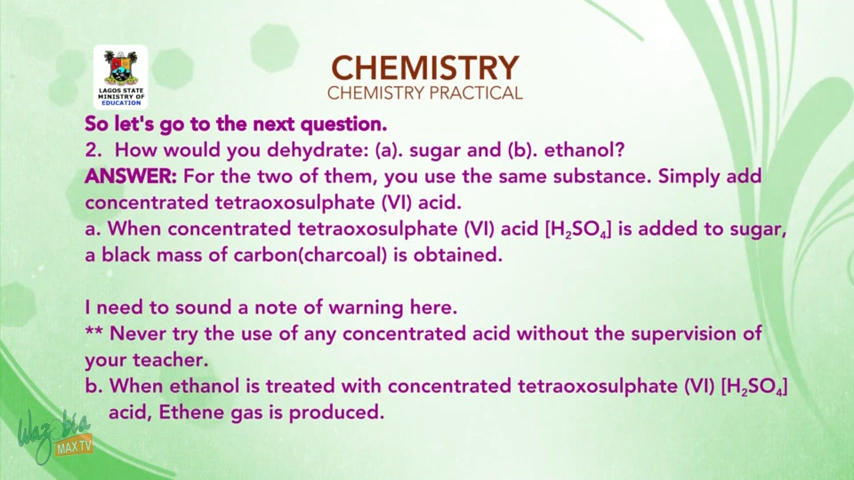 CHEMISTRY
CHEMISTRY PRACTICAL
LAGOS STATE
MINISTRY OF
EDUCATION
So let's go to the next question.
2. How would you dehydrate: (a). sugar and (b). ethanol?
ANSWER: For the two of them, you use the same substance. Simply add
concentrated tetraoxosulphate (VI) acid.
a. When concentrated tetraoxosulphate (VI) acid [H₂SO₄] is added to sugar,
a black mass of carbon(charcoal) is obtained.
I need to sound a note of warning here.
** Never try the use of any concentrated acid without the supervision of
your teacher.
b. When ethanol is treated with concentrated tetraoxosulphate (VI) [H₂SO₄]
acid, Ethene gas is produced.
Wazobia
MAX TV